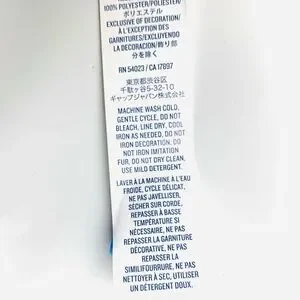 100% POLYESTER/POLIESTER/
ポリエステル
EXCLUSIVE OF DECORATION/
À L'EXCEPTION DES
GARNITURES/EXCLUYENDO
LA DECORACION/飾り部
分を除く
RN 54023 / CA 17897
東京都渋谷区
千駄ヶ谷5-32-10
ギャップジャパン株式会社
MACHINE WASH COLD,
GENTLE CYCLE, DO NOT
BLEACH, LINE DRY, COOL
IRON AS NEEDED, DO NOT
IRON DECORATION, DO
NOT IRON IMITATION
FUR, DO NOT DRY CLEAN,
USE MILD DETERGENT.
LAVER À LA MACHINE À L'EAU
FROIDE, CYCLE DÉLICAT,
NE PAS JAVELLISER,
SÉCHER SUR CORDE,
REPASSER À BASSE
TEMPÉRATURE SI
NÉCESSAIRE, NE PAS
REPASSER LA GARNITURE
DÉCORATIVE, NE PAS
REPASSER LA
SIMILIFOURRURE, NE PAS
NETTOYER À SEC, UTILISER
UN DÉTERGENT DOUX.